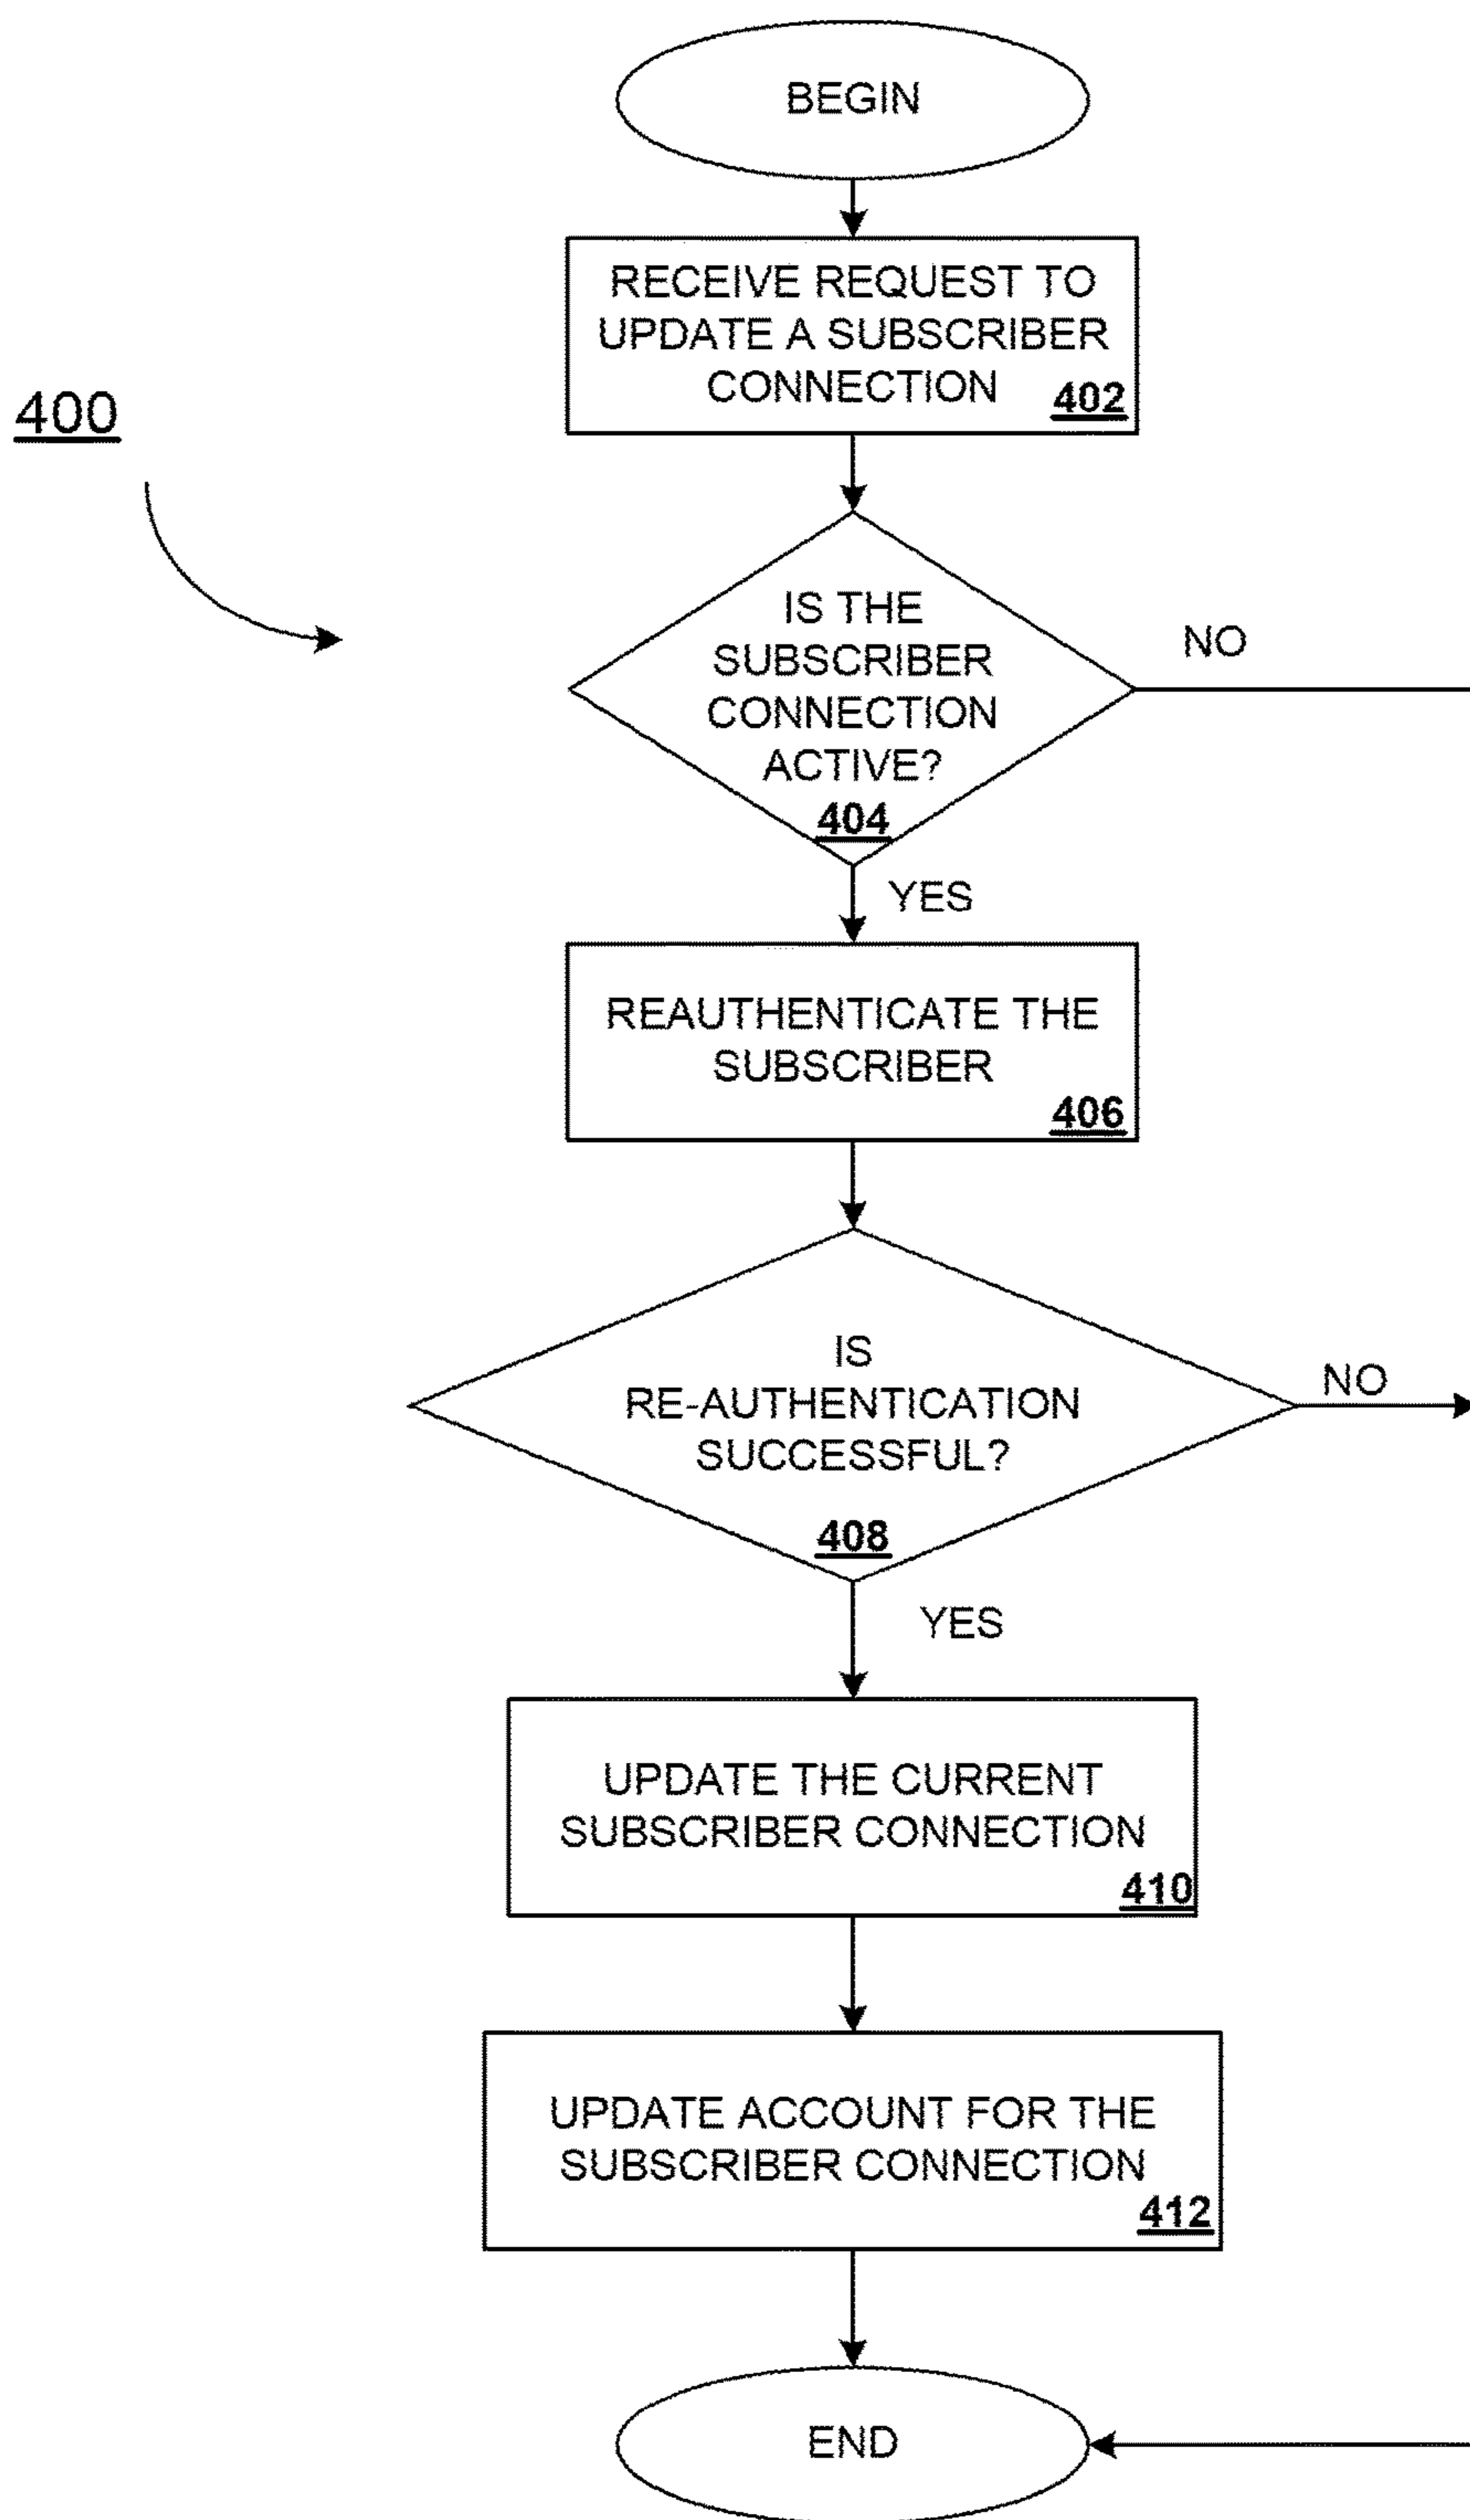 BEGIN
RECEIVE REQUEST TO
UPDATE A SUBSCRIBER
CONNECTION
402
400
IS THE
SUBSCRIBER
CONNECTION
ACTIVE?
404
NO
YES
REAUTHENTICATE THE
SUBSCRIBER
406
IS
RE-AUTHENTICATION
SUCCESSFUL?
408
NO
YES
UPDATE THE CURRENT
SUBSCRIBER CONNECTION
410
UPDATE ACCOUNT FOR THE
SUBSCRIBER CONNECTION
412
END